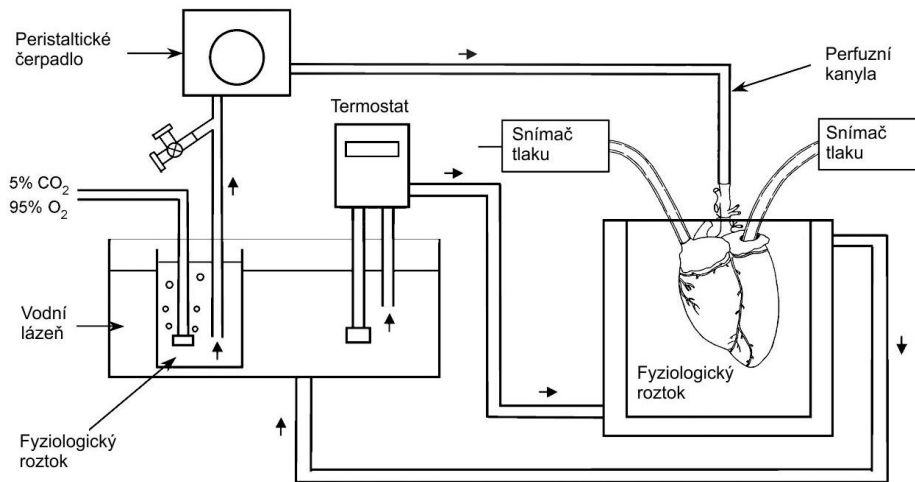 Peristaltické
čerpadlo
Perfuzní
kanyla
Termostat
Snímač
tlaku
Snímač
tlaku
5% CO₂
95% O₂
Vodní
lázeň
Fyziologický
roztok
Fyziologický
roztok